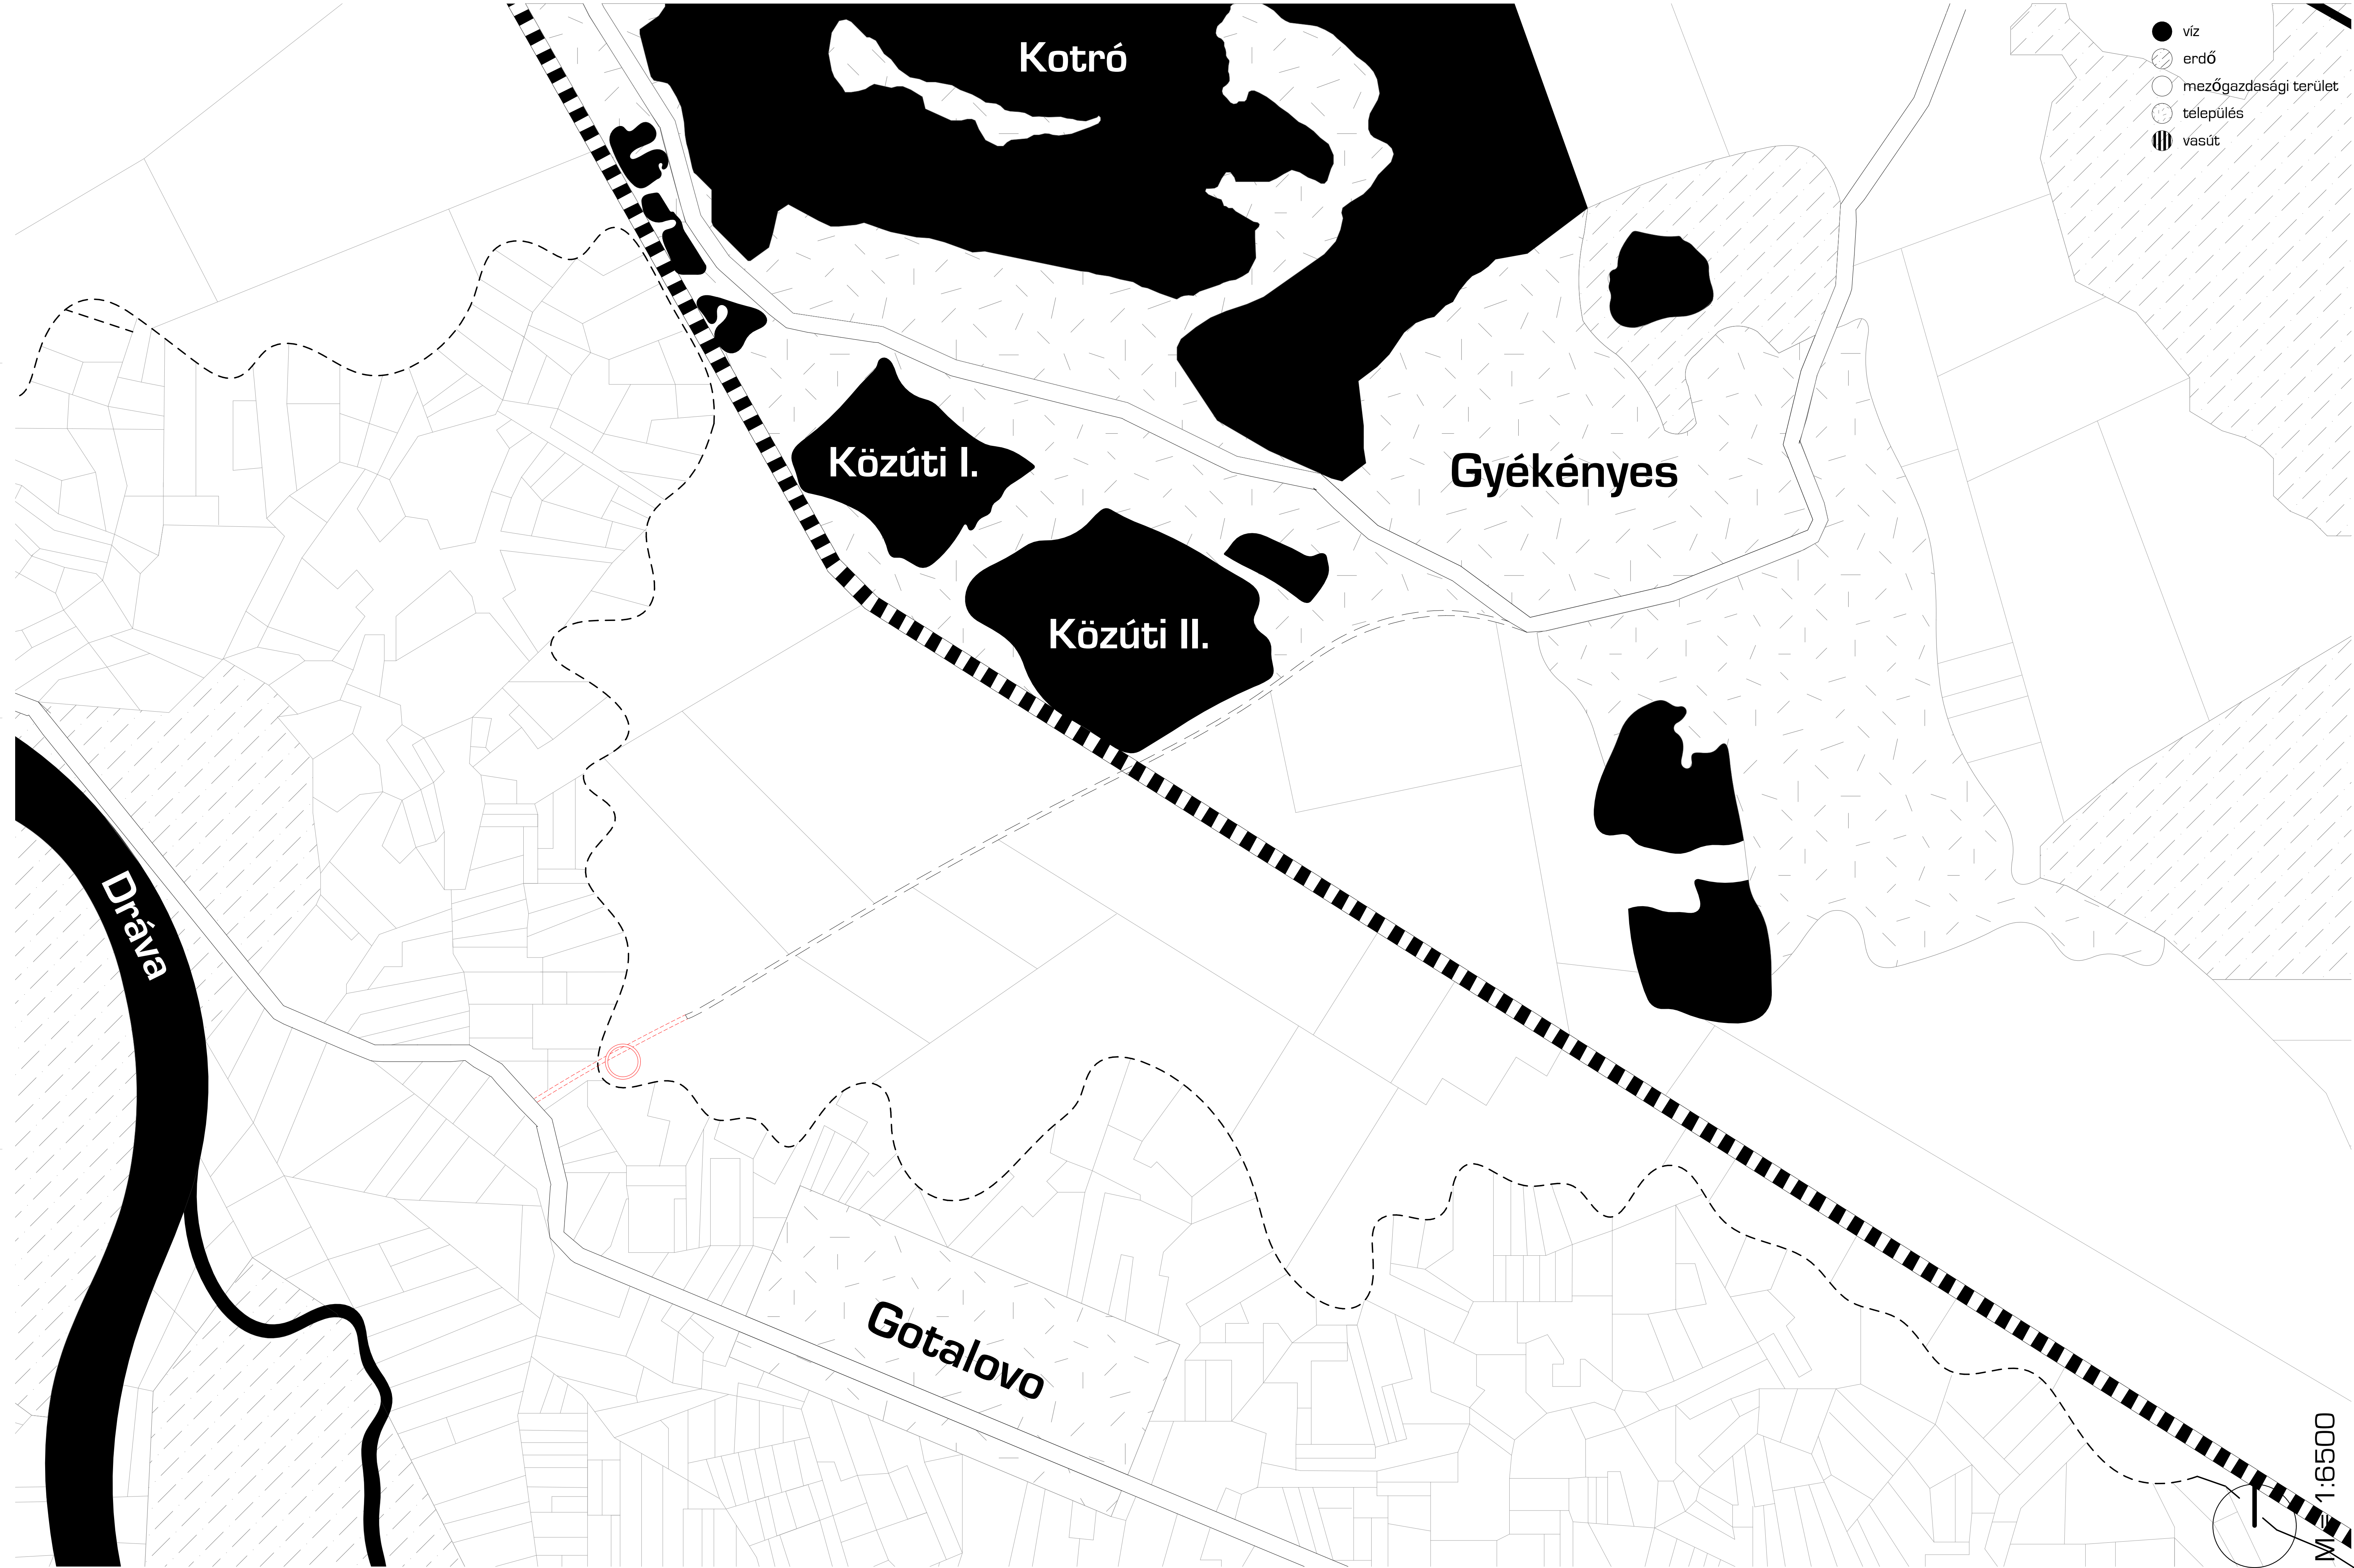 Kotró
víz
erdő
mezőgazdasági terület
település
vasút
Közúti I.
Gyékényes
Közúti II.
Dráva
Gotalovo
M = 1:6500